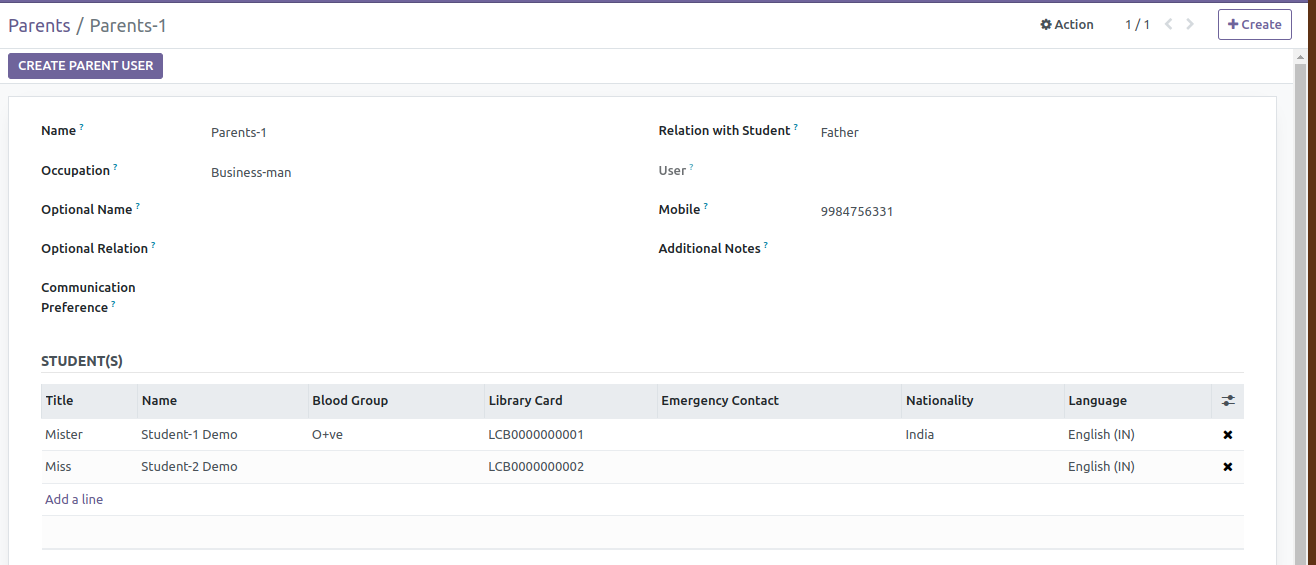 Parents / Parents-1
Action 1 / 1 Create
CREATE PARENT USER
Name ? Parents-1 Relation with Student ? Father
Occupation ? Business-man User ?
Optional Name ? Mobile ? 9984756331
Optional Relation ? Additional Notes ?
Communication
Preference ?
STUDENT(S)
Title Name Blood Group Library Card Emergency Contact Nationality Language
Mister Student-1 Demo O+ve LCB0000000001 India English (IN)
Miss Student-2 Demo LCB0000000002 English (IN)
Add a line